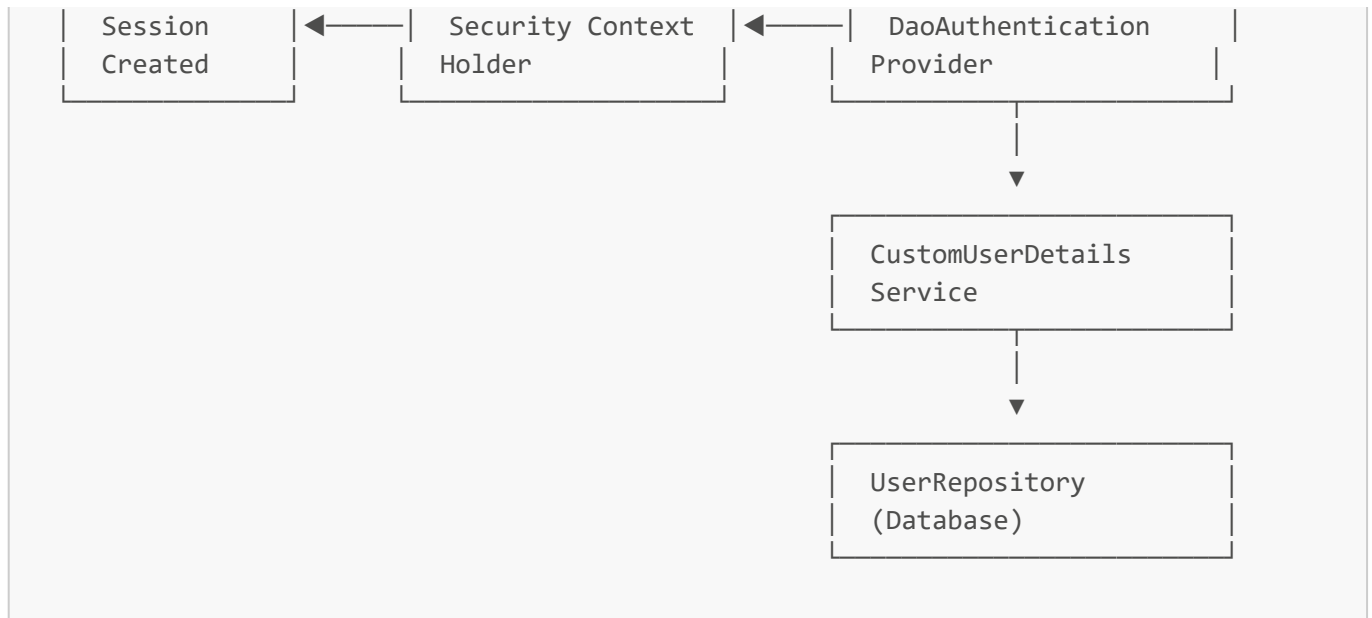 Session Security Context DaoAuthentication
Created Holder Provider
CustomUserDetails
Service
UserRepository
(Database)